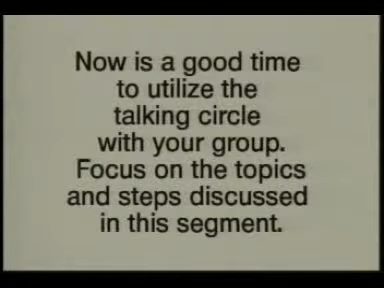 Now is a good time
to utilize the
talking circle
with your group.
Focus on the topics
and steps discussed
in this segment.